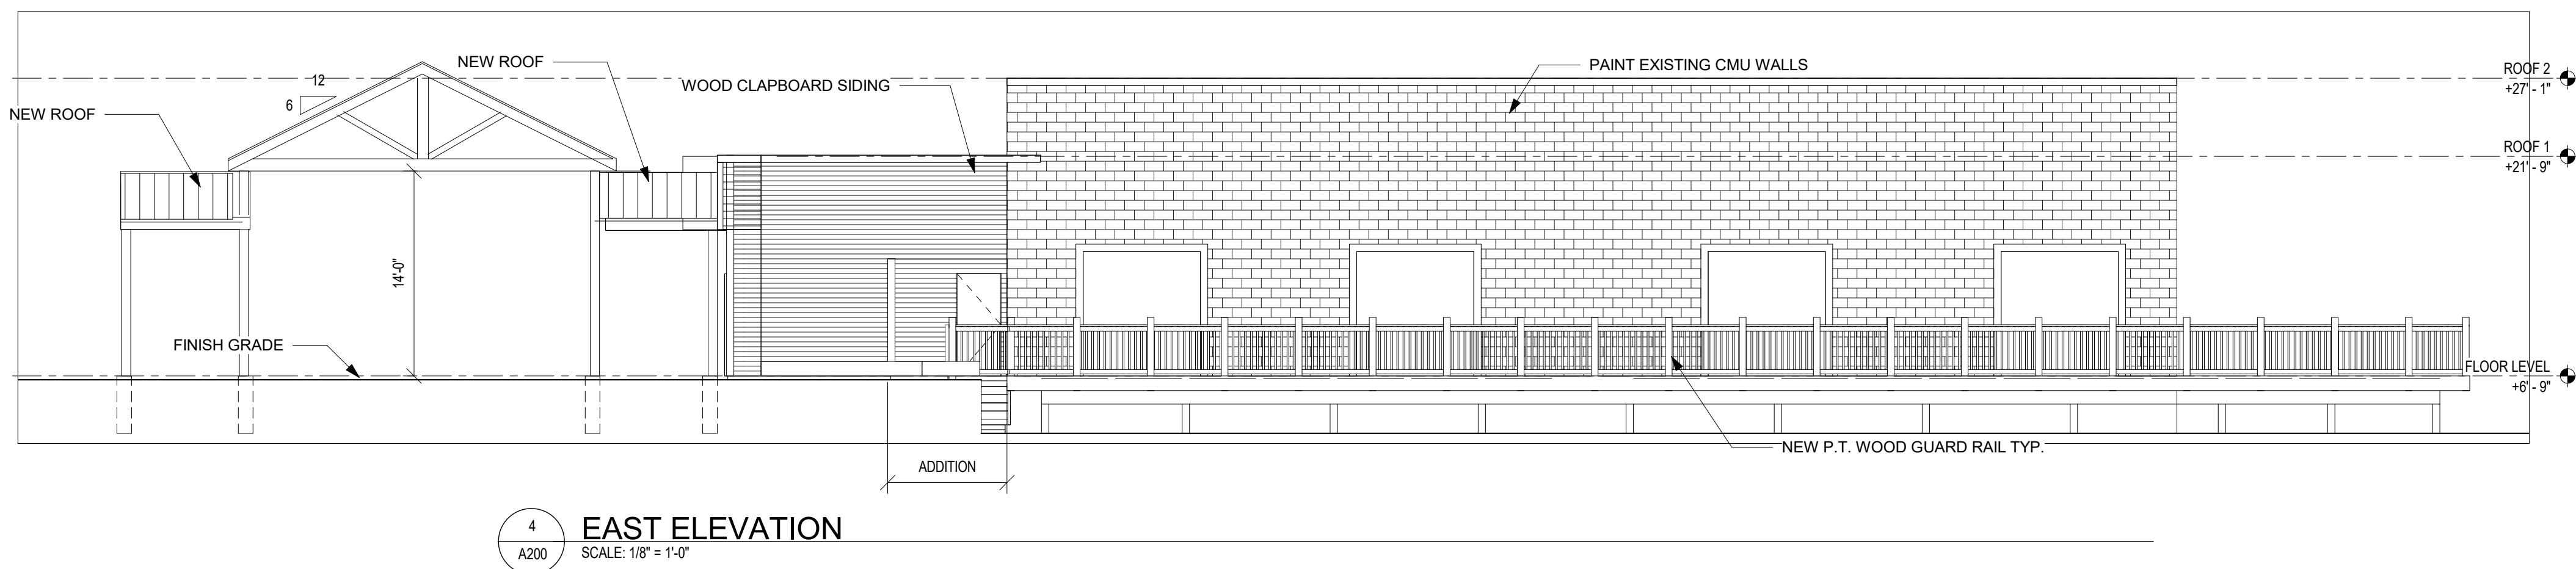 NEW ROOF
12
6
NEW ROOF
WOOD CLAPBOARD SIDING
PAINT EXISTING CMU WALLS
ROOF 2
+27' - 1"
ROOF 1
+21' - 9"
14'-0"
FINISH GRADE
FLOOR LEVEL
+6' - 9"
NEW P.T. WOOD GUARD RAIL TYP.
ADDITION
4
A200
EAST ELEVATION
SCALE: 1/8" = 1'-0"